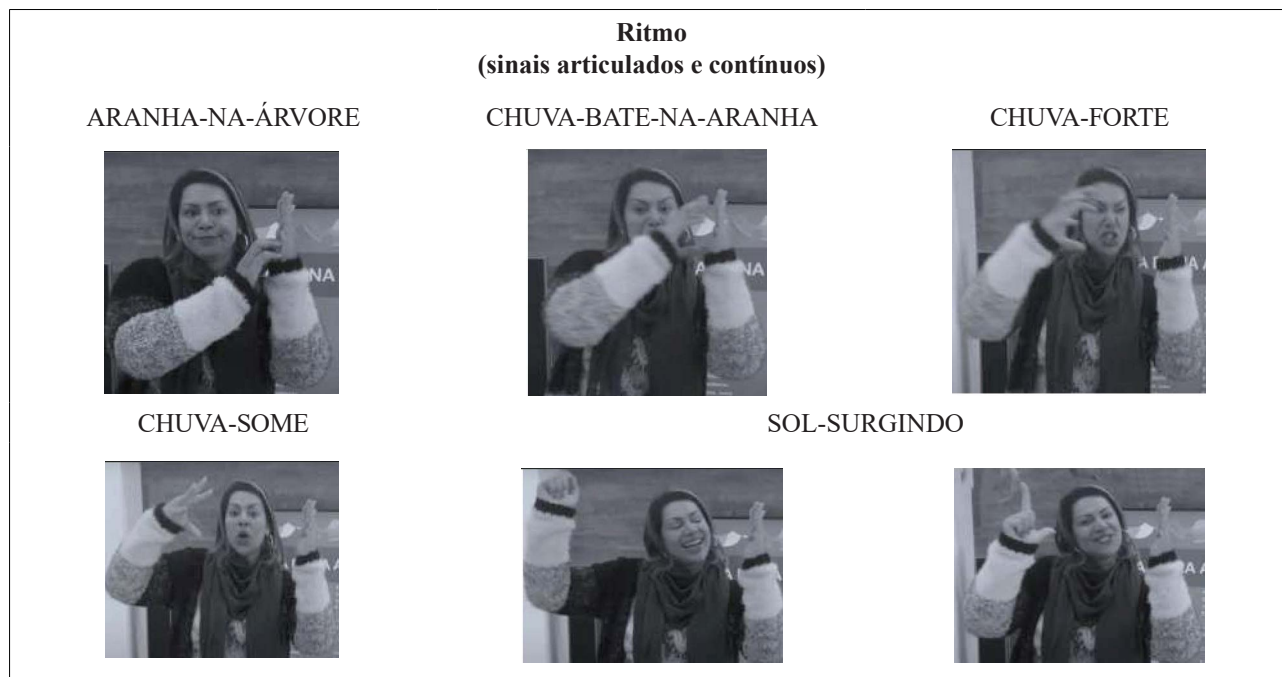 Ritmo
(sinais articulados e contínuos)
ARANHA-NA-ÁRVORE CHUVA-BATE-NA-ARANHA CHUVA-FORTE
CHUVA-SOME SOL-SURGINDO